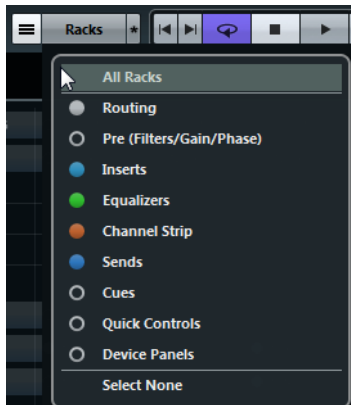 Racks *
All Racks
Routing
Pre (Filters/Gain/Phase)
Inserts
Equalizers
Channel Strip
Sends
Cues
Quick Controls
Device Panels
Select None